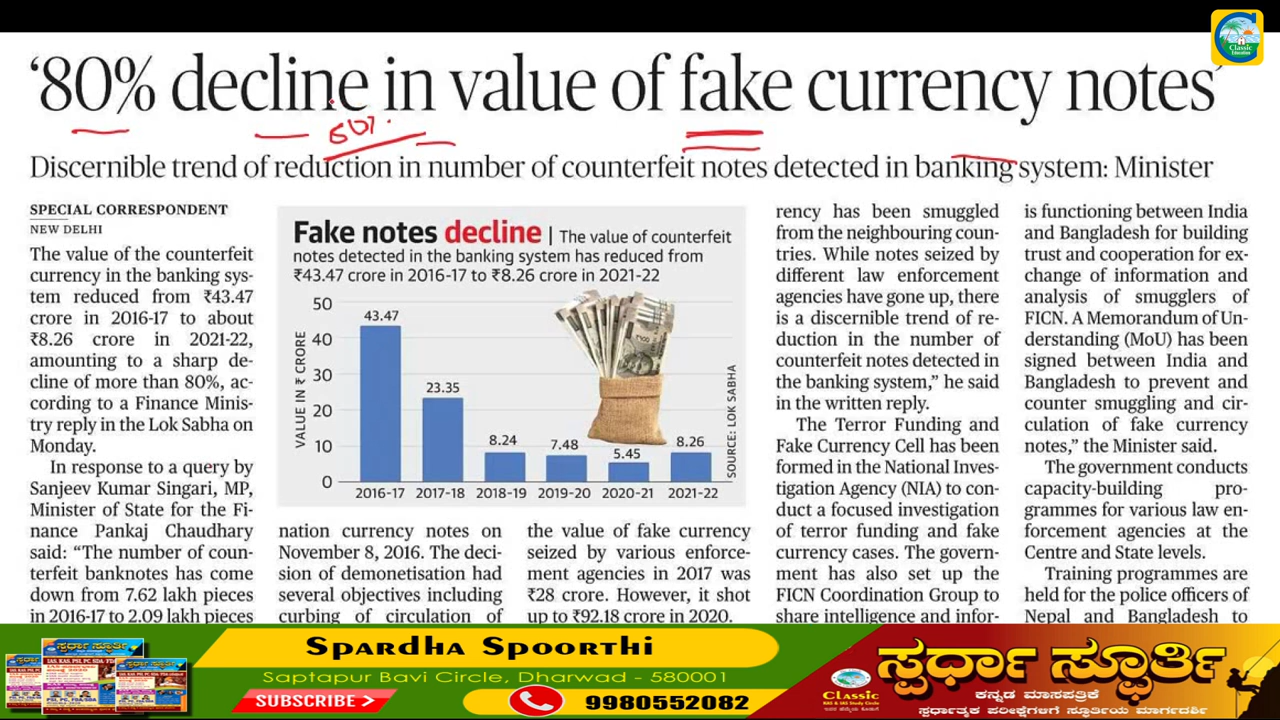 Classic
Education
‘80% decline in value of fake currency notes’
Discernible trend of reduction in number of counterfeit notes detected in banking system: Minister
SPECIAL CORRESPONDENT
NEW DELHI
The value of the counterfeit
currency in the banking sys-
tem reduced from ₹43.47
crore in 2016-17 to about
₹8.26 crore in 2021-22,
amounting to a sharp de-
cline of more than 80%, ac-
cording to a Finance Minis-
try reply in the Lok Sabha on
Monday.
In response to a query by
Sanjeev Kumar Singari, MP,
Minister of State for the Fi-
nance Pankaj Chaudhary
said: “The number of coun-
terfeit banknotes has come
down from 7.62 lakh pieces
in 2016-17 to 2.09 lakh pieces
Fake notes decline | The value of counterfeit
notes detected in the banking system has reduced from
₹43.47 crore in 2016-17 to ₹8.26 crore in 2021-22
VALUE IN ₹ CRORE
50
40
30
20
10
0
43.47
23.35
8.24
7.48
5.45
8.26
2016-17 2017-18 2018-19 2019-20 2020-21 2021-22
SOURCE: LOK SABHA
nation currency notes on
November 8, 2016. The deci-
sion of demonetisation had
several objectives including
curbing of circulation of
the value of fake currency
seized by various enforce-
ment agencies in 2017 was
₹28 crore. However, it shot
up to ₹92.18 crore in 2020.
rency has been smuggled
from the neighbouring coun-
tries. While notes seized by
different law enforcement
agencies have gone up, there
is a discernible trend of re-
duction in the number of
counterfeit notes detected in
the banking system,” he said
in the written reply.
The Terror Funding and
Fake Currency Cell has been
formed in the National Inves-
tigation Agency (NIA) to con-
duct a focused investigation
of terror funding and fake
currency cases. The govern-
ment has also set up the
FICN Coordination Group to
share intelligence and infor-
is functioning between India
and Bangladesh for building
trust and cooperation for ex-
change of information and
analysis of smugglers of
FICN. A Memorandum of Un-
derstanding (MoU) has been
signed between India and
Bangladesh to prevent and
counter smuggling and cir-
culation of fake currency
notes,” the Minister said.
The government conducts
capacity-building pro-
grammes for various law en-
forcement agencies at the
Centre and State levels.
Training programmes are
held for the police officers of
Nepal and Bangladesh to
Spardha Spoorthi
Saptapur Bavi Circle, Dharwad - 580001
SUBSCRIBE
9980552082
ಸ್ಪರ್ಧಾ ಸ್ಫೂರ್ತಿ
Classic
KAS & IAS Study Circle
ಕನ್ನಡ ಮಾಸಪತ್ರಿಕೆ
ಸ್ಪರ್ಧಾತ್ಮಕ ಪರೀಕ್ಷೆಗಳಿಗೆ ಸ್ಫೂರ್ತಿಯ ಮಾರ್ಗದರ್ಶಿ